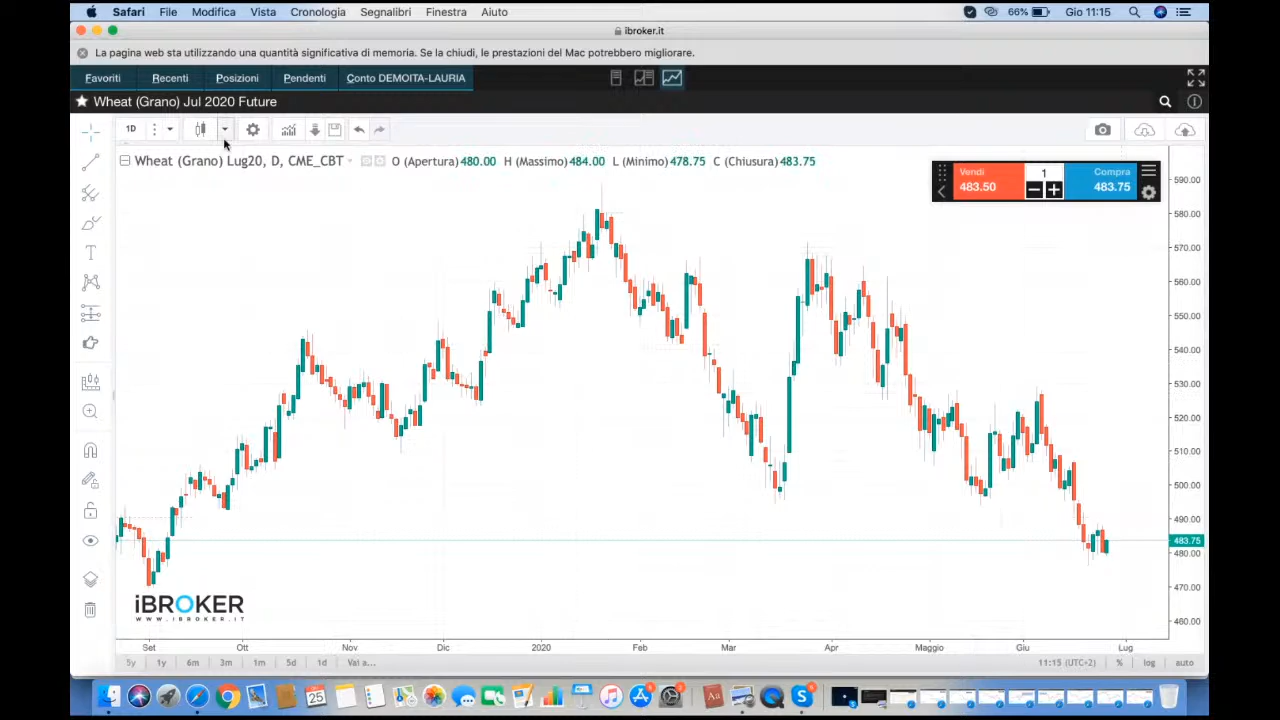 Safari File Modifica Vista Cronologia Segnalibri Finestra Aiuto 66% Gio 11:15
ibroker.it
La pagina web sta utilizzando una quantità significativa di memoria. Se la chiudi, le prestazioni del Mac potrebbero migliorare.
Favoriti Recenti Posizioni Pendenti Conto DEMOITA-LAURIA
Wheat (Grano) Jul 2020 Future
1D
Wheat (Grano) Lug20, D, CME_CBT O (Apertura) 480.00 H (Massimo) 484.00 L (Minimo) 478.75 C (Chiusura) 483.75
Vendi 1 Compra
483.50 483.75
590.00
580.00
570.00
560.00
550.00
540.00
530.00
520.00
510.00
500.00
490.00
483.75
480.00
470.00
460.00
iBROKER
WWW.IBROKER.IT
Set Ott Nov Dic 2020 Feb Mar Apr Maggio Giu Lug
5y 1y 6m 3m 1m 5d 1d Vai a... 11:15 (UTC+2) % log auto
25